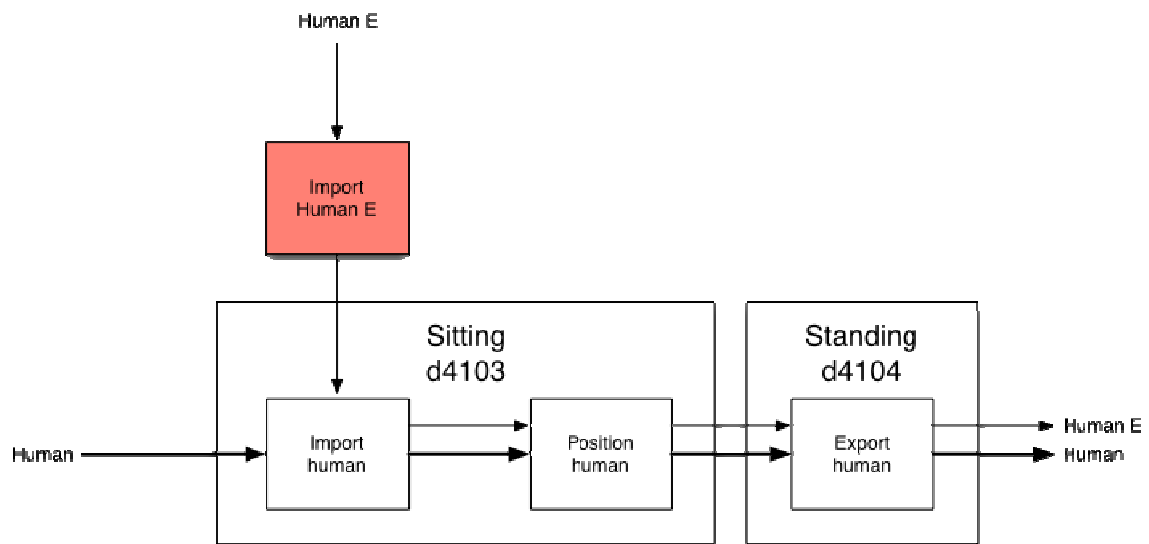 Human E
Import
Human E
Sitting
d4103
Standing
d4104
Human
Import
human
Position
human
Export
human
Human E
Human